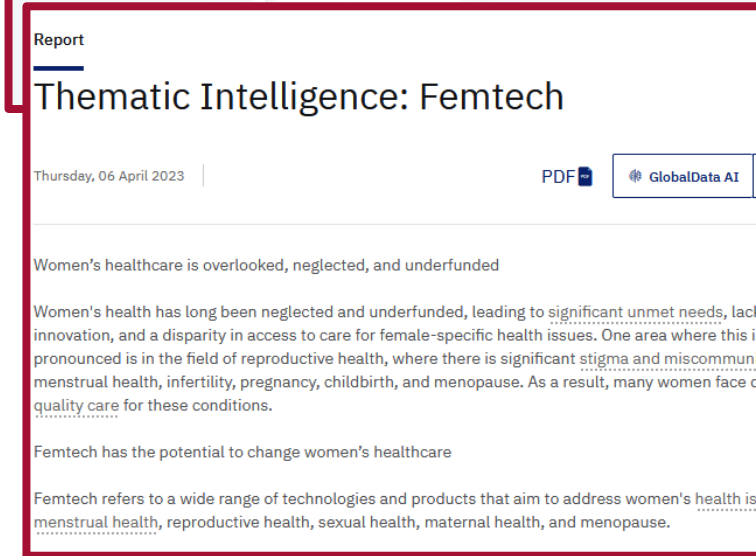 Report
Thematic Intelligence: Femtech
Thursday, 06 April 2023
PDF
GlobalData AI
Women’s healthcare is overlooked, neglected, and underfunded
Women's health has long been neglected and underfunded, leading to significant unmet needs,
innovation, and a disparity in access to care for female-specific health issues. One area where this
pronounced is in the field of reproductive health, where there is significant stigma and
menstrual health, infertility, pregnancy, childbirth, and menopause. As a result, many women face
quality care for these conditions.
Femtech has the potential to change women’s healthcare
Femtech refers to a wide range of technologies and products that aim to address women's health
menstrual health, reproductive health, sexual health, maternal health, and menopause.